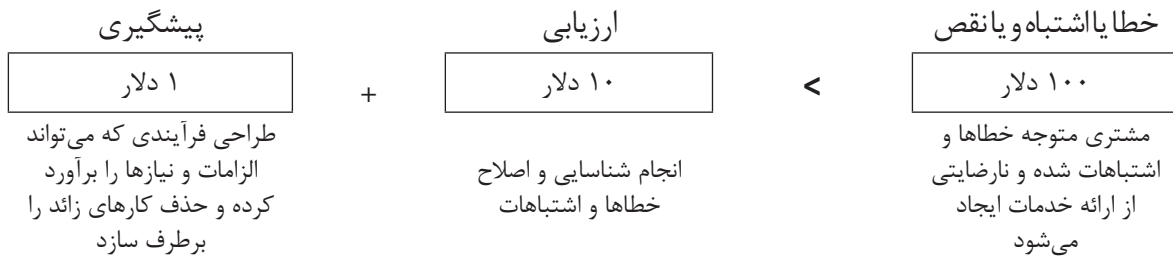 خطا یا اشتباه و یا نقص
۱۰۰ دلار
مشتری متوجه خطاها و
اشتباهات شده و نارضایتی
از ارائه خدمات ایجاد
می‌شود
<
ارزیابی
۱۰ دلار
انجام شناسایی و اصلاح
خطاها و اشتباهات
+
پیشگیری
۱ دلار
طراحی فرآیندی که می‌تواند
الزامات و نیازها را برآورد
کرده و حذف کارهای زائد را
برطرف سازد